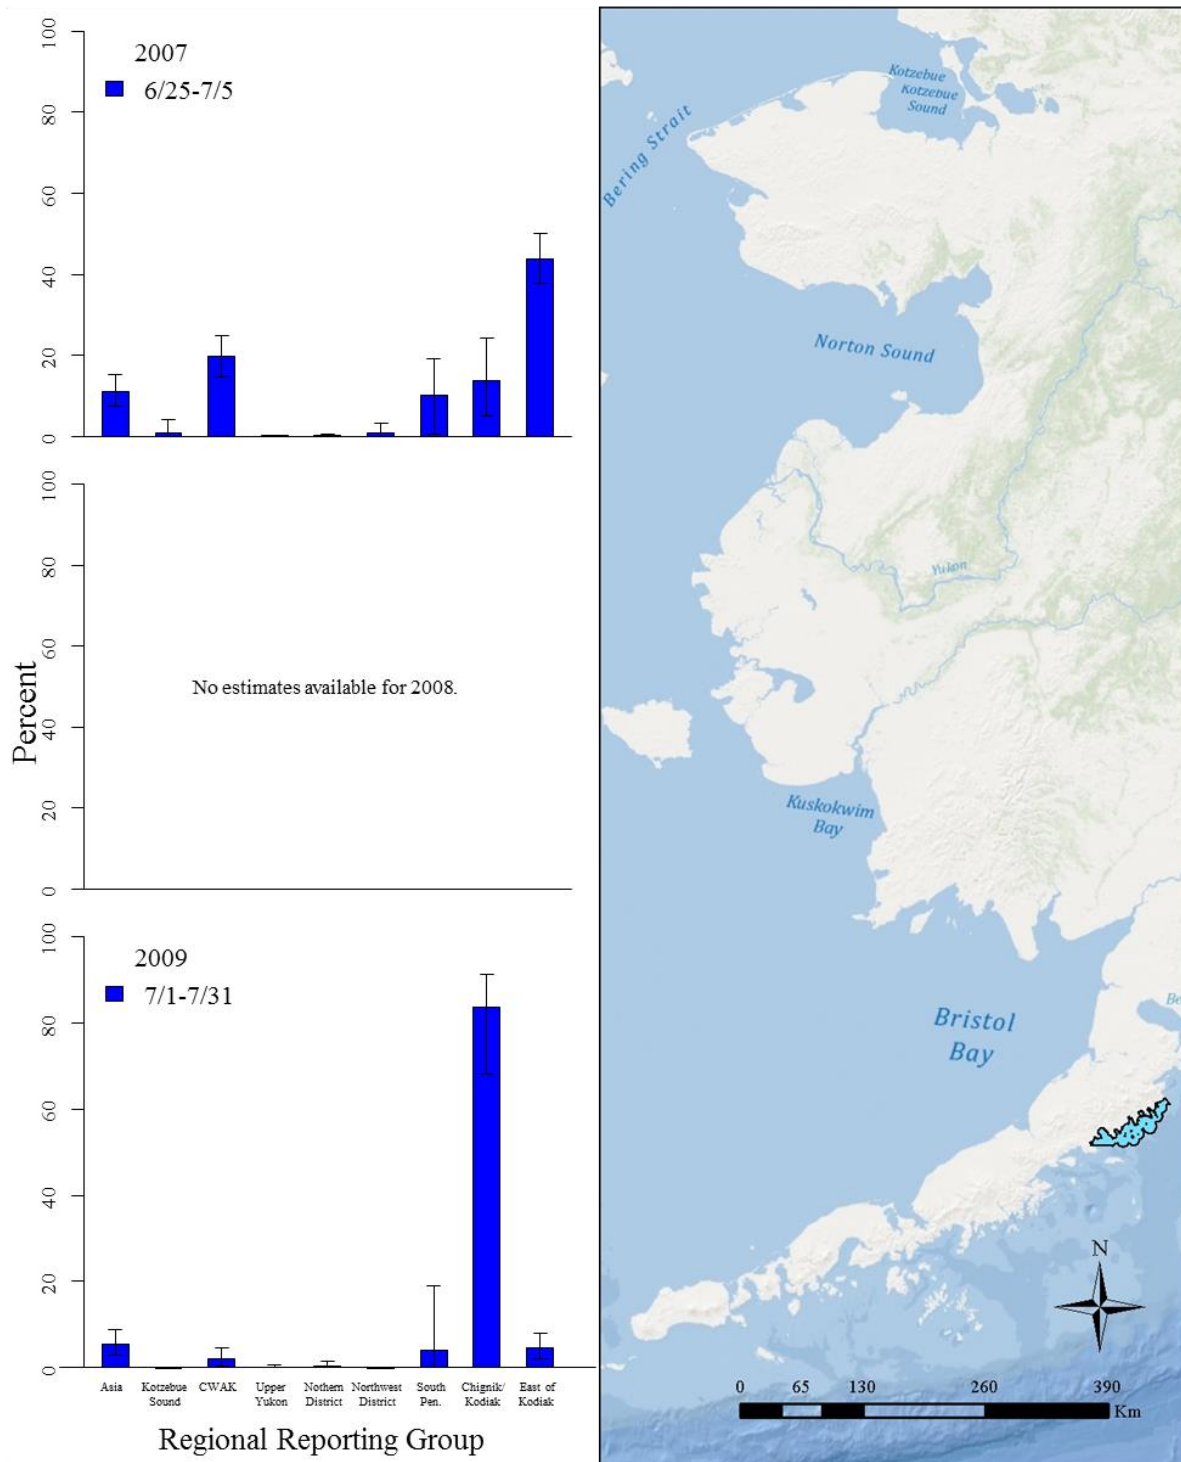 2007
6/25-7/5
100
80
60
40
20
0
No estimates available for 2008.
100
80
60
40
20
0
2009
7/1-7/31
100
80
60
40
20
0
Percent
Asia
Kotzebue
Sound
CWAK
Upper
Yukon
Nothern
District
Northwest
District
South
Pen.
Chignik/
Kodiak
East of
Kodiak
Regional Reporting Group
Kotzebue
Kotzebue
Sound
Bering Strait
Norton Sound
Yukon
Kuskokwim
Bay
Bristol
Bay
Be
N
0 65 130 260 390
Km